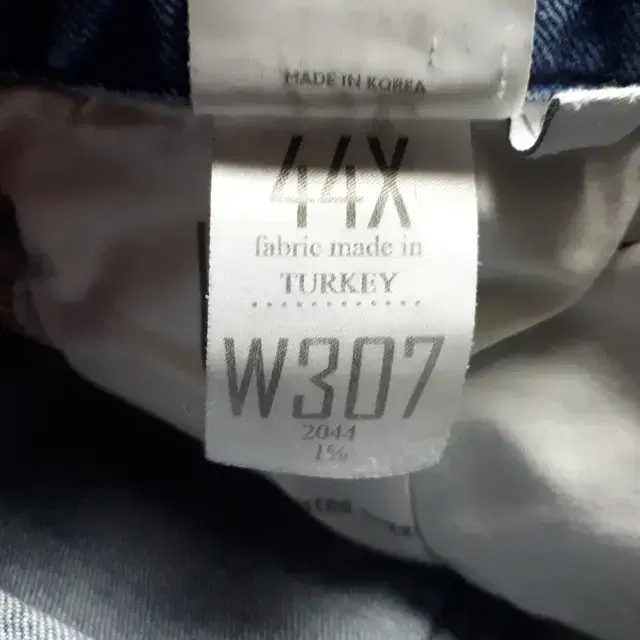 MADE IN KOREA
44X
fabric made in
TURKEY
W307
2044
1%